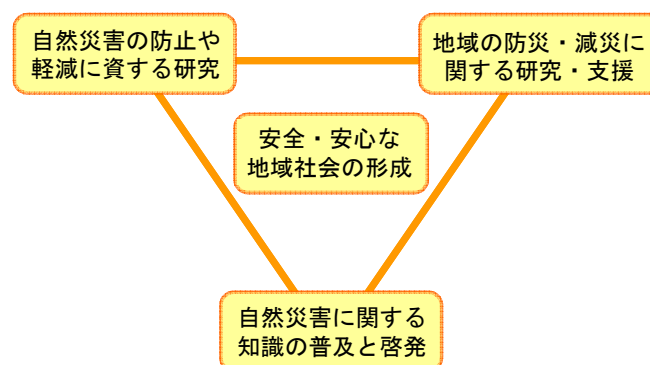 自然災害の防止や
軽減に資する研究
地域の防災・減災に
関する研究・支援
安全・安心な
地域社会の形成
自然災害に関する
知識の普及と啓発